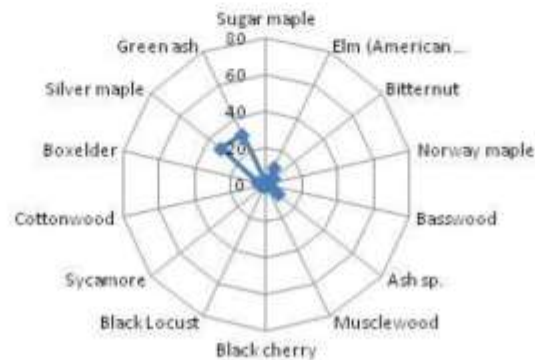 Sugar maple
Elm (American ...
Bitternut
Norway maple
Basswood
Ash sp.
Musclewood
Black cherry
Black Locust
Sycamore
Cottonwood
Boxelder
Silver maple
Green ash
80
60
40
20
0